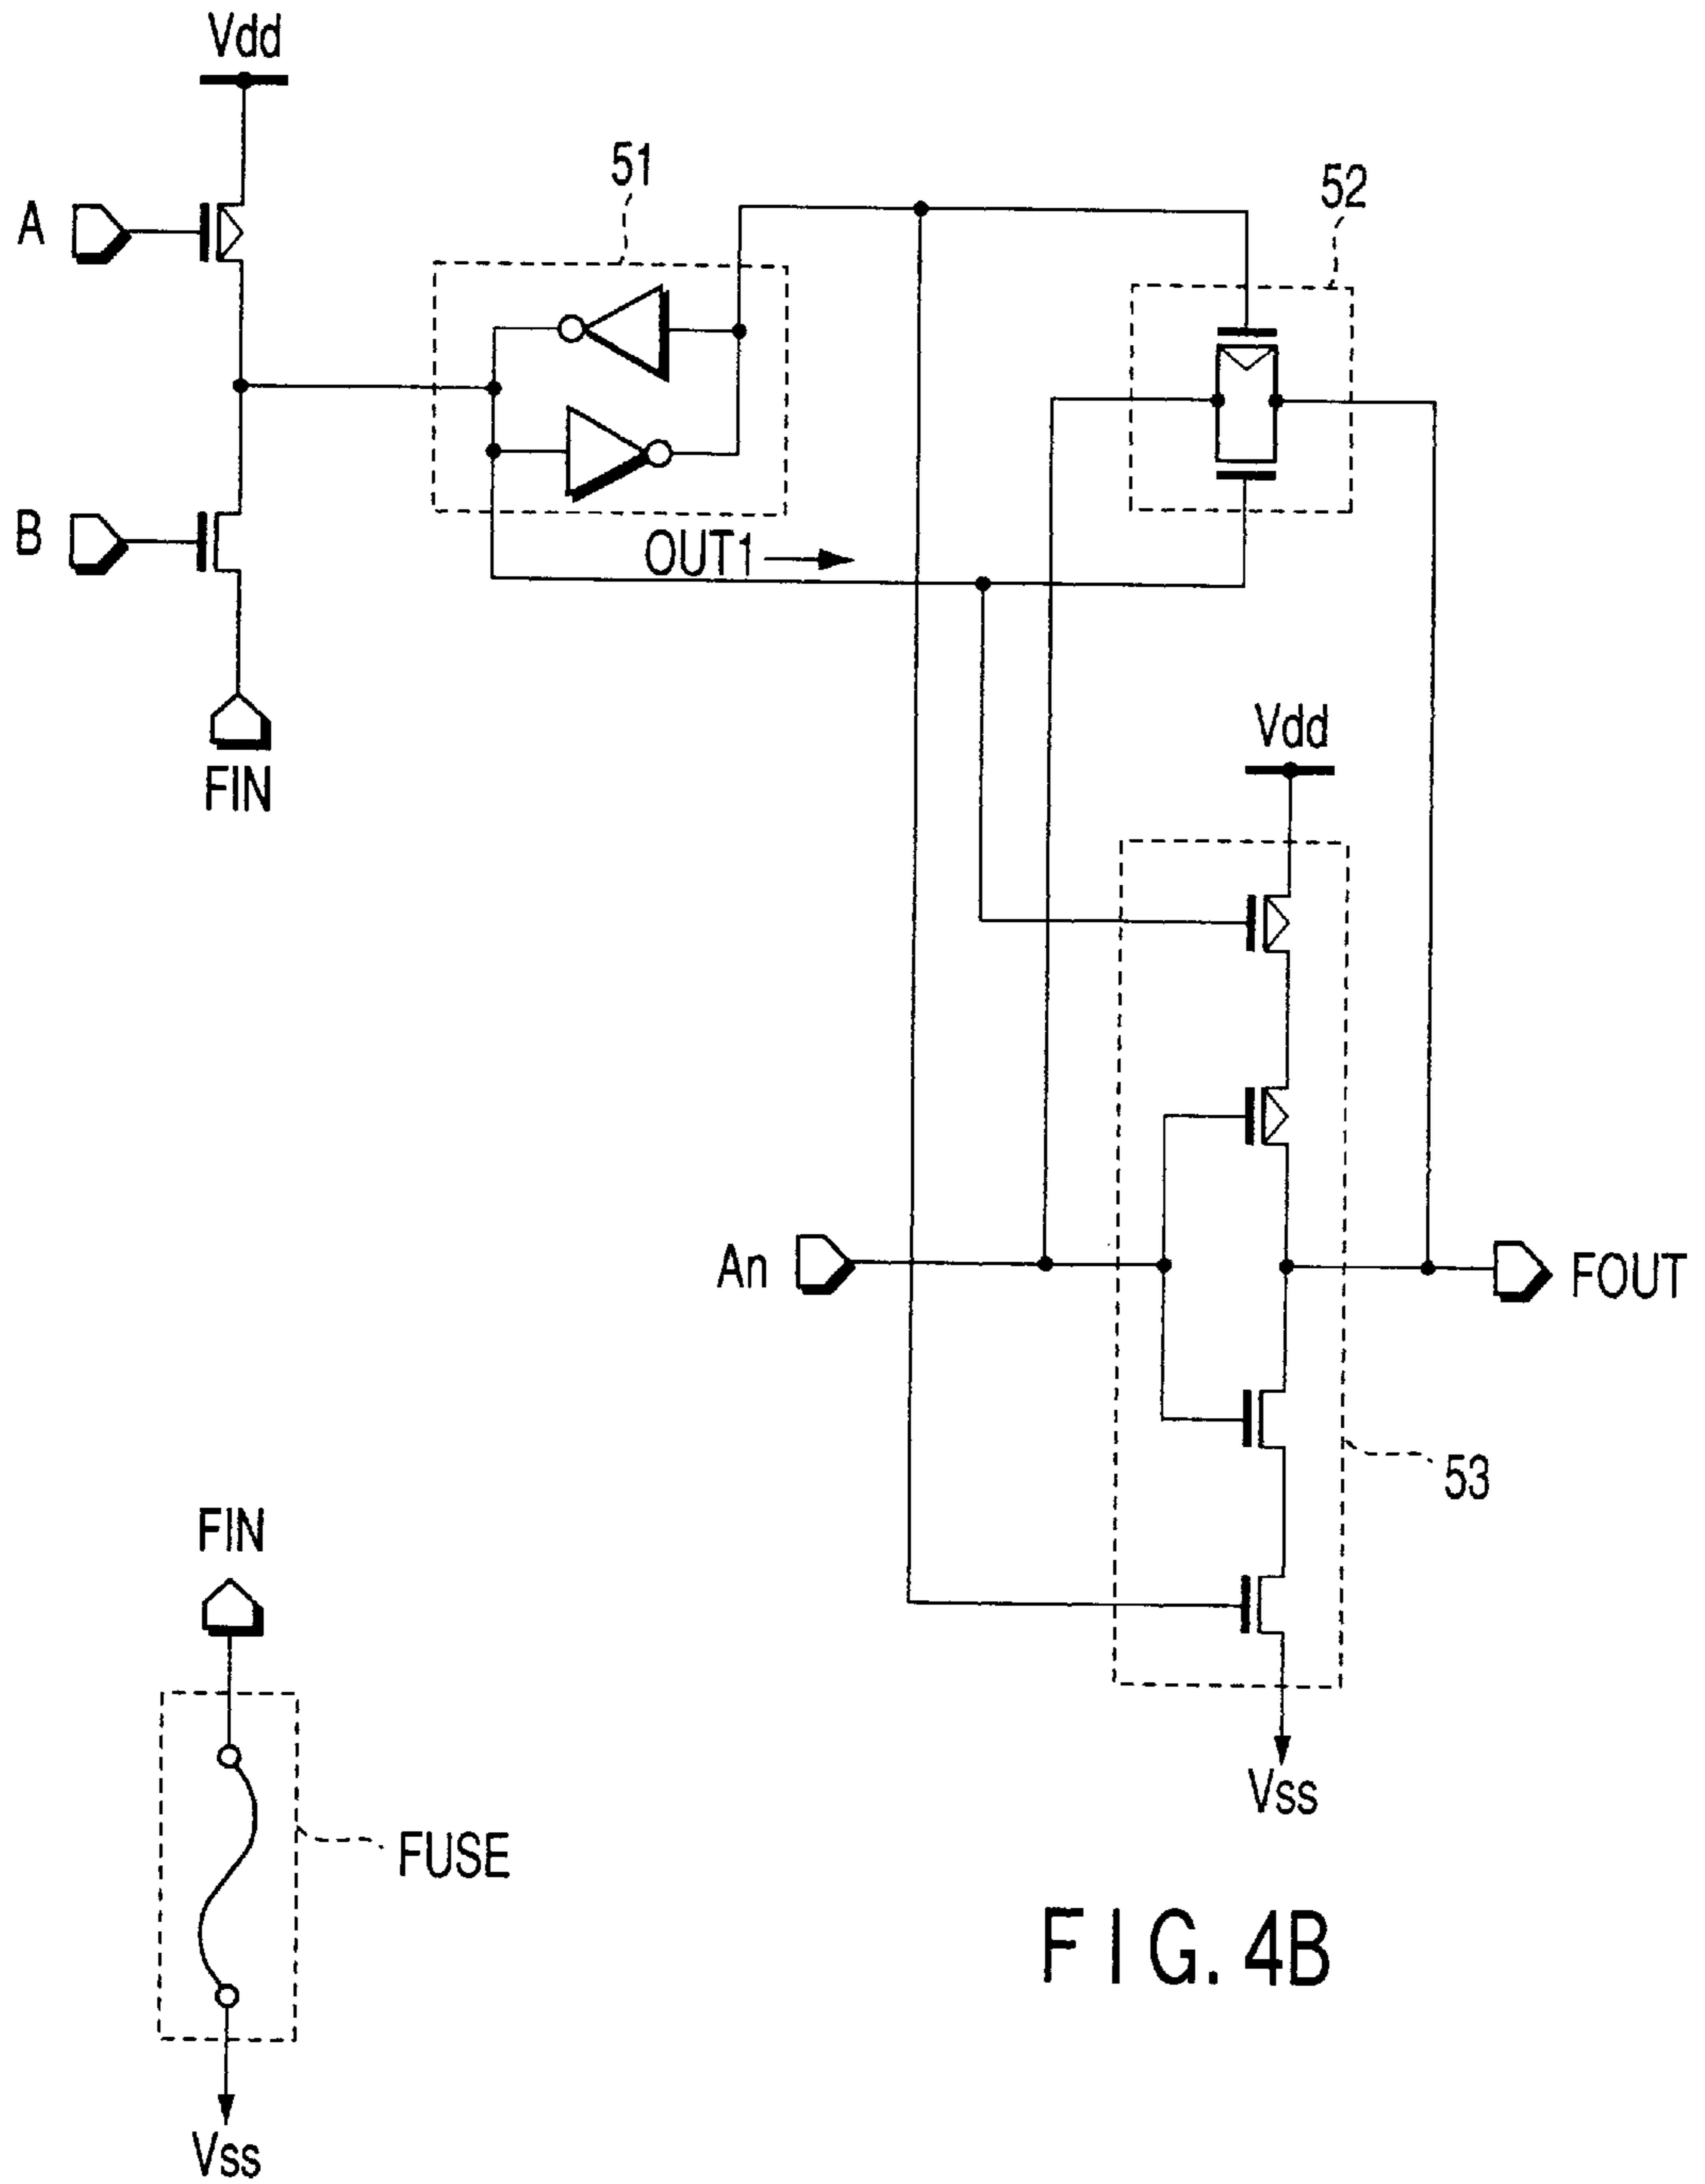 Vdd
A
51
52
B
OUT1
FIN
Vdd
An
FOUT
53
FIN
Vss
FUSE
Vss
FIG. 4B